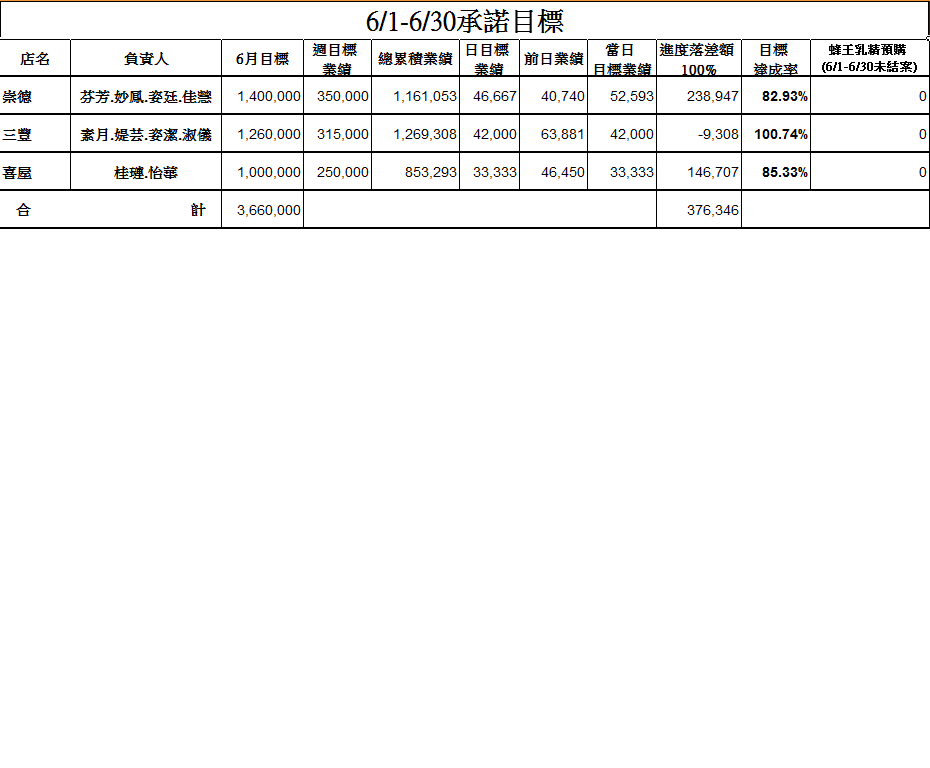 6/1-6/30承諾目標
店名 負責人 6月目標 週目標業績 總累積業績 日目標業績 前日業績 當日目標業績 進度落差額100% 目標達成率 蜂王乳精預購(6/1-6/30未結案)
崇德 芬芳.妙鳳.姿廷.佳慧 1,400,000 350,000 1,161,053 46,667 40,740 52,593 238,947 82.93% 0
三豐 素月.媞芸.姿潔.淑儀 1,260,000 315,000 1,269,308 42,000 63,881 42,000 -9,308 100.74% 0
喜屋 桂璉.怡華 1,000,000 250,000 853,293 33,333 46,450 33,333 146,707 85.33% 0
合計 3,660,000 376,346